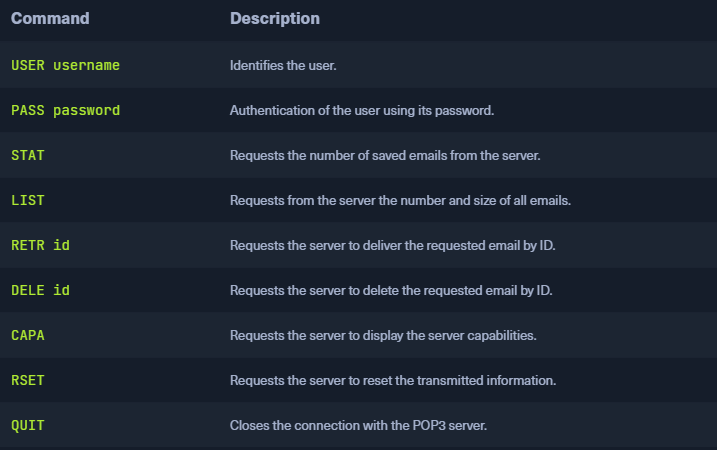 Command Description
USER username Identifies the user.
PASS password Authentication of the user using its password.
STAT Requests the number of saved emails from the server.
LIST Requests from the server the number and size of all emails.
RETR id Requests the server to deliver the requested email by ID.
DELE id Requests the server to delete the requested email by ID.
CAPA Requests the server to display the server capabilities.
RSET Requests the server to reset the transmitted information.
QUIT Closes the connection with the POP3 server.